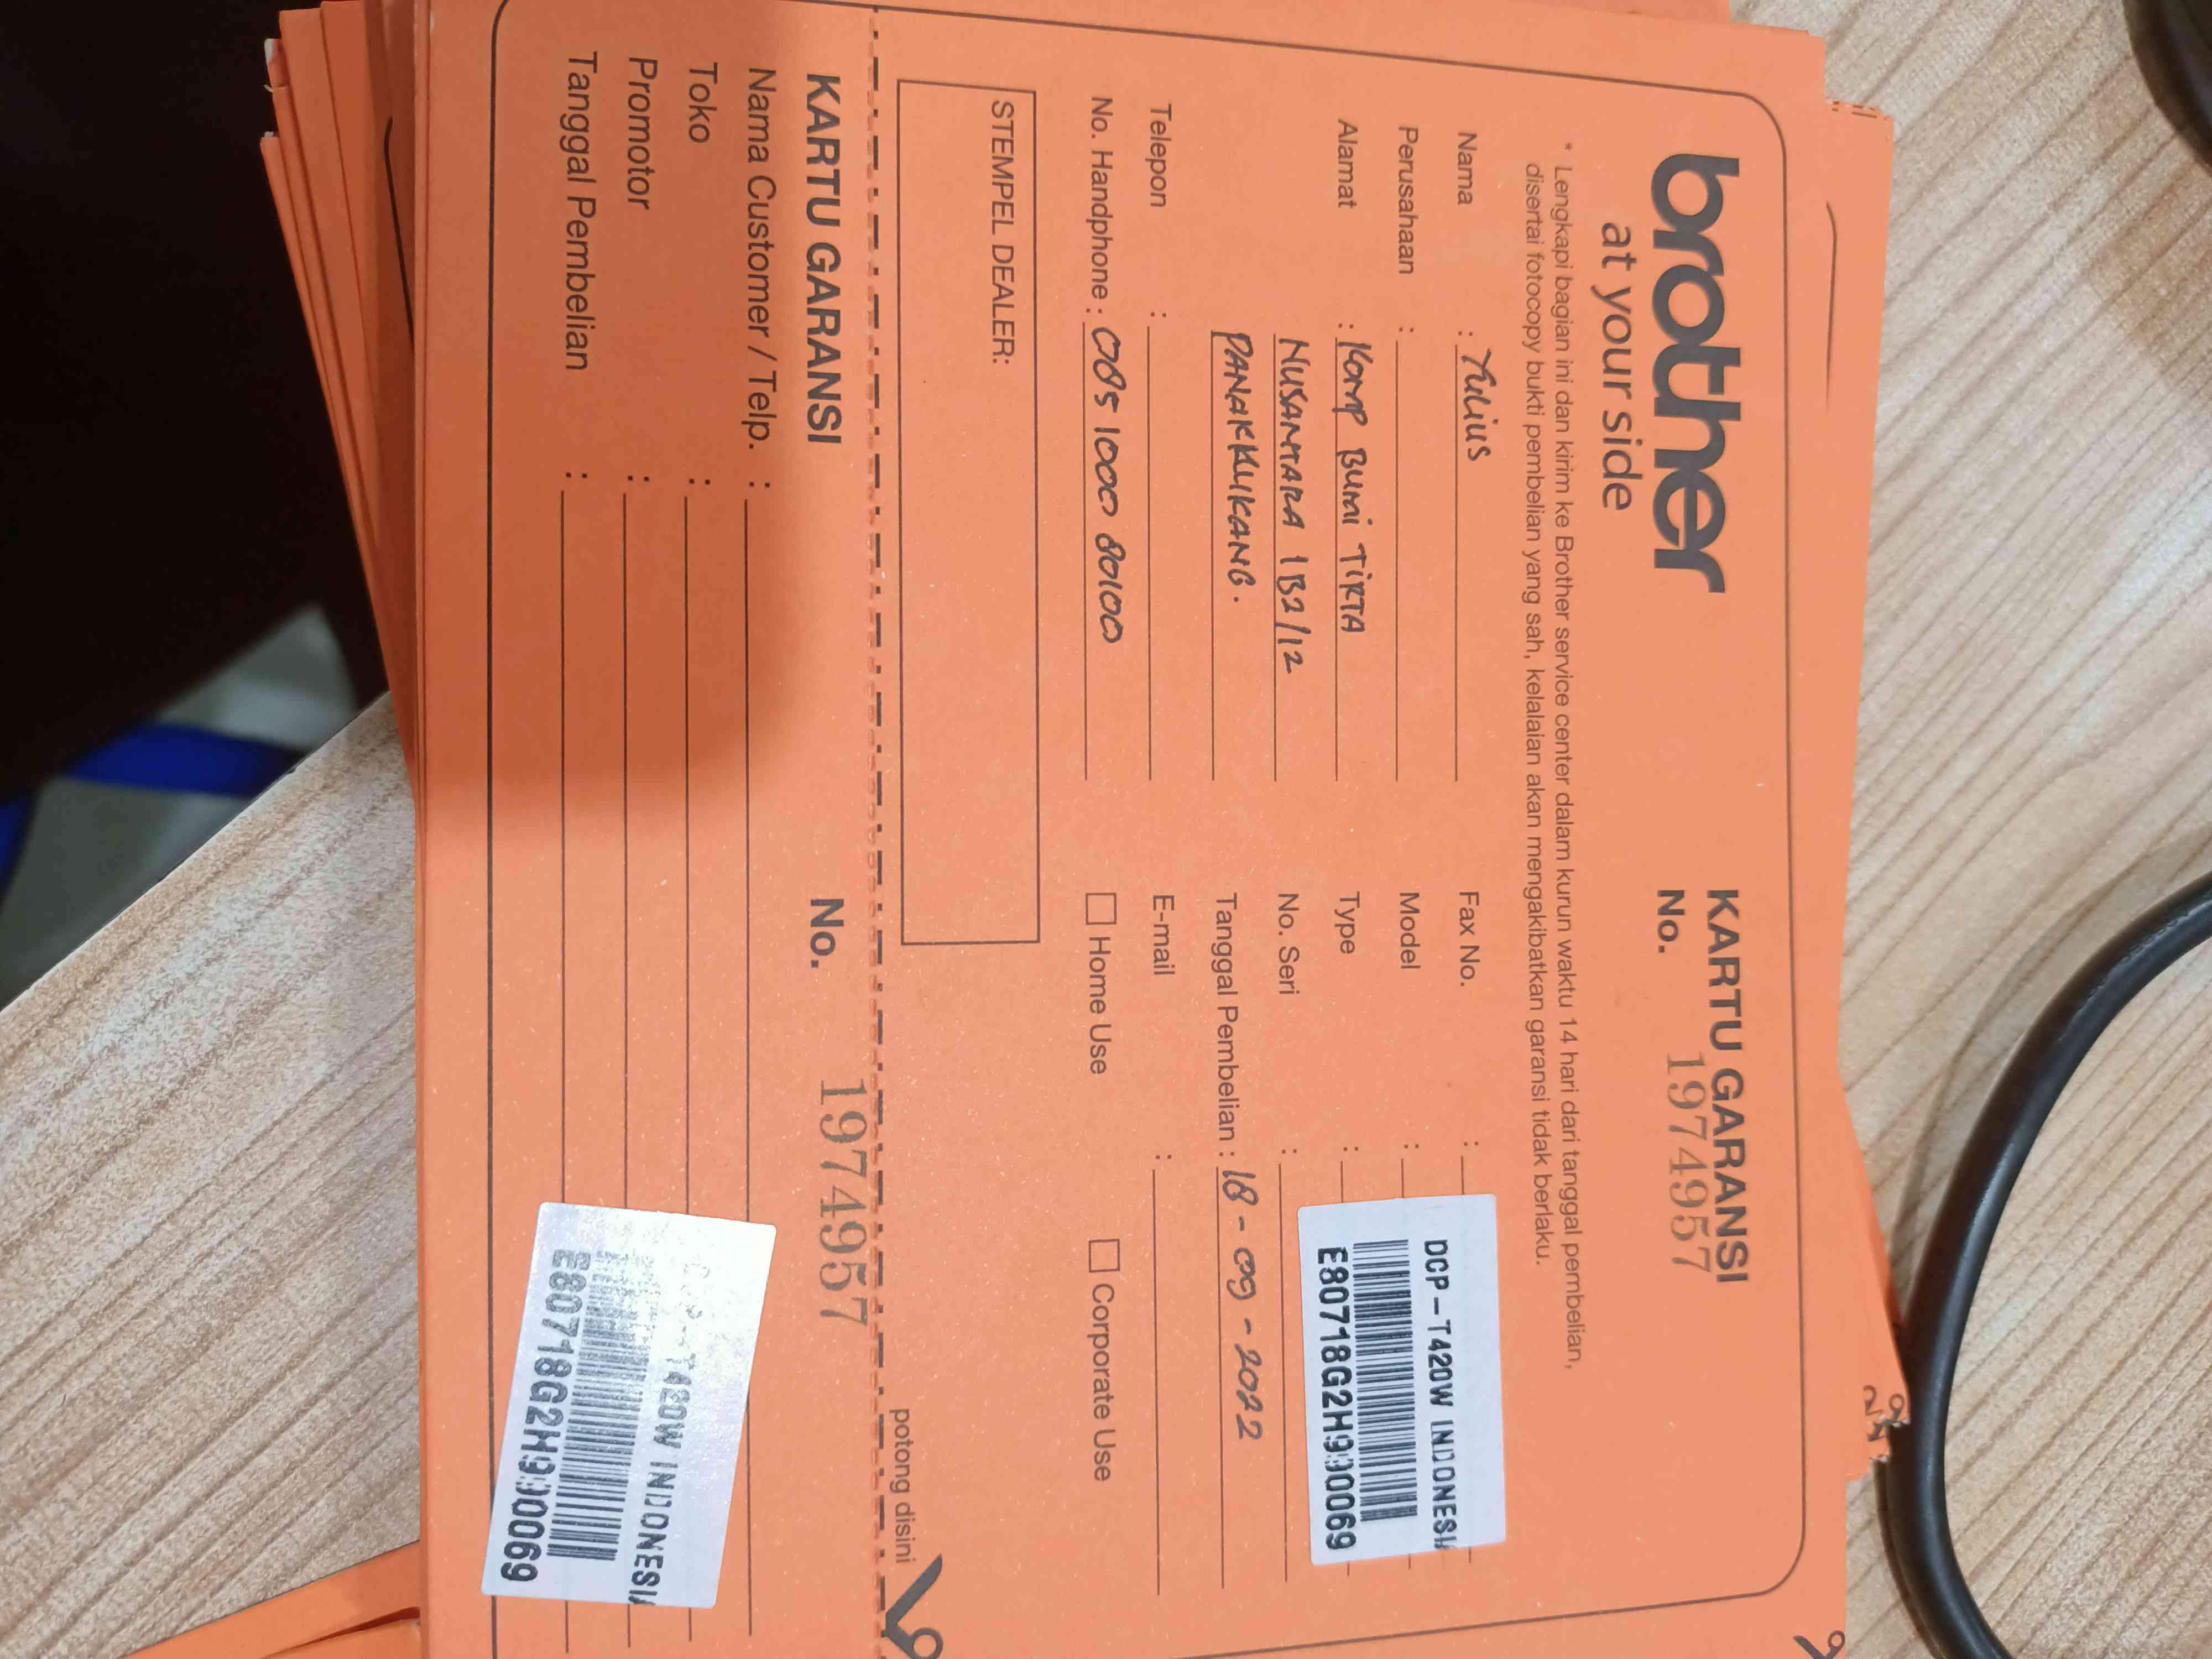 brother
at your side
KARTU GARANSI
No. 1974957
* Lengkapi bagian ini dan kirim ke Brother service center dalam kurun waktu 14 hari dari tanggal pembelian,
disertai fotocopy bukti pembelian yang sah, kelalaian akan mengakibatkan garansi tidak berlaku.
Nama : Yulius
Perusahaan :
Alamat : Komp Bumi Tirta
NUSANTARA 1B2/12
PANAKKUKANG.
Telepon :
No. Handphone : 085 1000 80100
Fax No. :
Model :
Type :
No. Seri :
DCP-T420W INDONESIA
E80718G2H990069
Tanggal Pembelian : 18-09-2022
E-mail :
Home Use
Corporate Use
STEMPEL DEALER:
potong disini
KARTU GARANSI
No. 1974957
Nama Customer / Telp. :
Toko :
Promotor :
Tanggal Pembelian :
DCP-T420W INDONESIA
E80718G2H990069